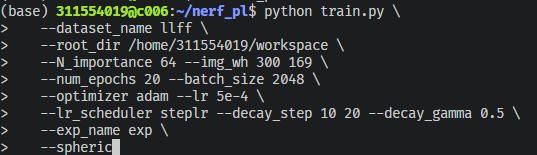 (base) 311554019@c006:~/nerf_pl$ python train.py \
>    --dataset_name llff \
>    --root_dir /home/311554019/workspace \
>    --N_importance 64 --img_wh 300 169 \
>    --num_epochs 20 --batch_size 2048 \
>    --optimizer adam --lr 5e-4 \
>    --lr_scheduler steplr --decay_step 10 20 --decay_gamma 0.5 \
>    --exp_name exp \
>    --spheric